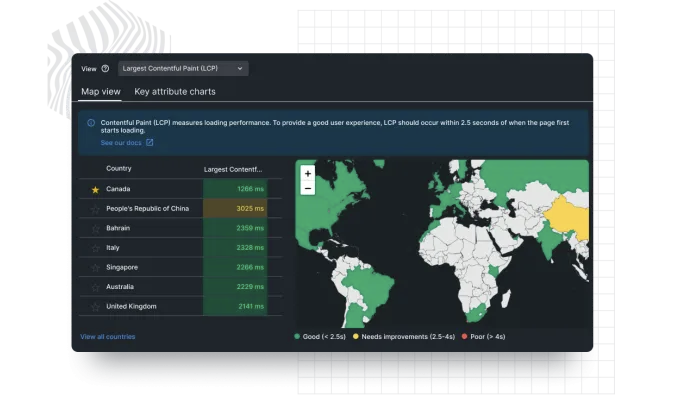 View
Largest Contentful Paint (LCP)
Map view
Key attribute charts
Contentful Paint (LCP) measures loading performance. To provide a good user experience, LCP should occur within 2.5 seconds of when the page first
starts loading.
See our docs
Country
Largest Contentf...
Canada
1266 ms
People's Republic of China
3025 ms
Bahrain
2359 ms
Italy
2328 ms
Singapore
2266 ms
Australia
2229 ms
United Kingdom
2141 ms
View all countries
+
−
Good (< 2.5s)
Needs improvements (2.5-4s)
Poor (> 4s)